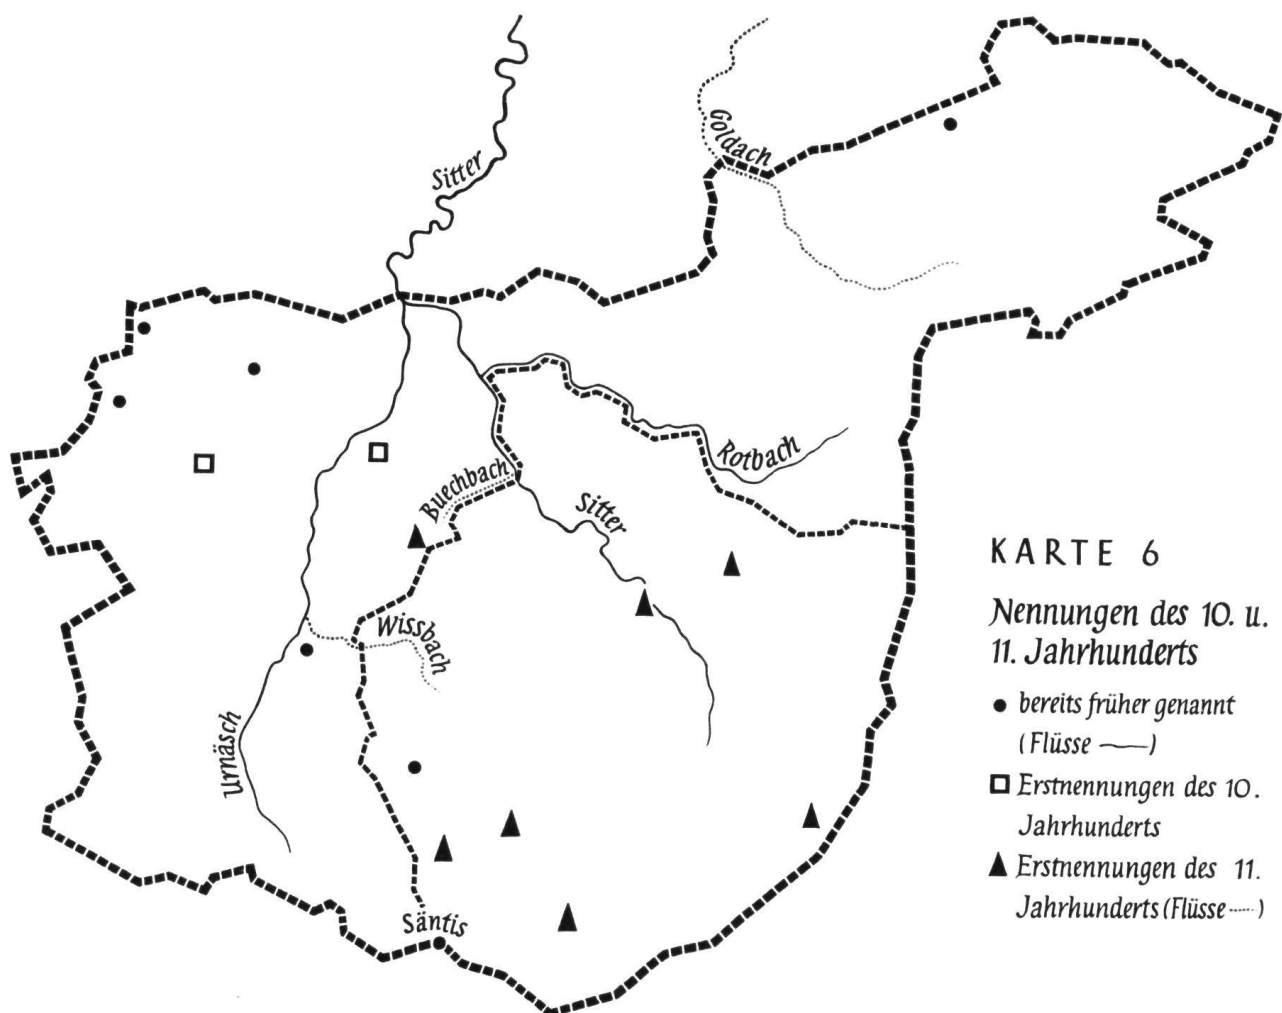 Sitter
Goldach
Rotbach
Buechbach
Sitter
Wissbach
Urnäsch
Säntis
KARTE 6
Nennungen des 10. u.
11. Jahrhunderts
bereits früher genannt
(Flüsse —)
Erstnennungen des 10.
Jahrhunderts
Erstnennungen des 11.
Jahrhunderts (Flüsse ·····)